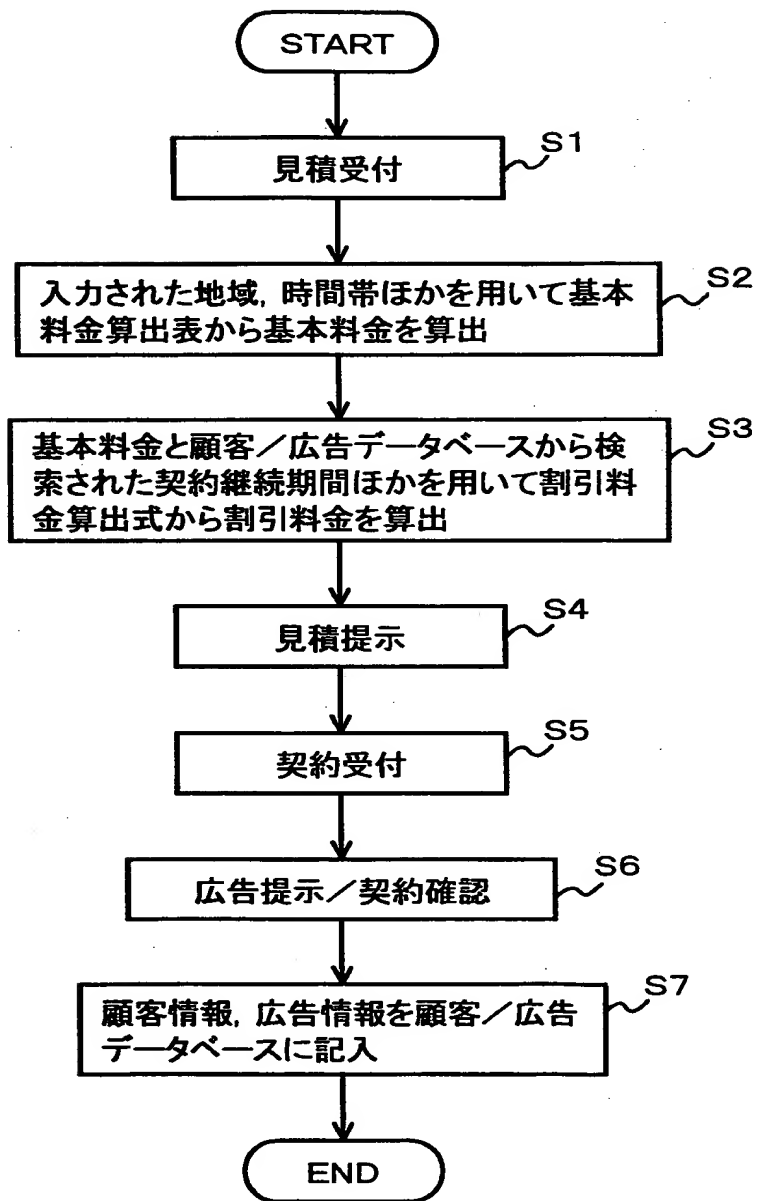 START
S1
見積受付
S2
入力された地域, 時間帯ほかを用いて基本
料金算出表から基本料金を算出
S3
基本料金と顧客／広告データベースから検
索された契約継続期間ほかを用いて割引料
金算出式から割引料金を算出
S4
見積提示
S5
契約受付
S6
広告提示／契約確認
S7
顧客情報, 広告情報を顧客／広告
データベースに記入
END